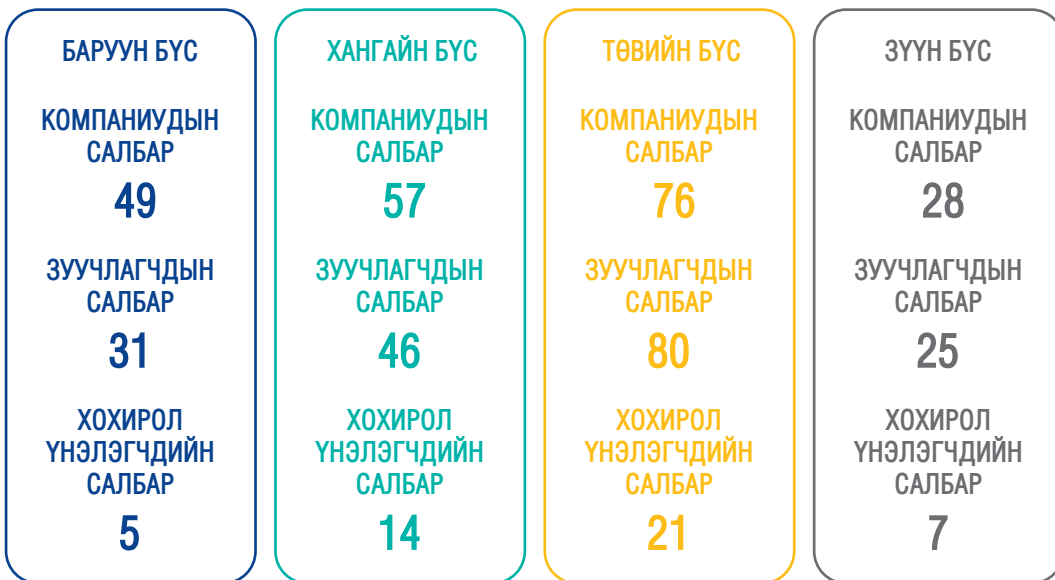 БАРУУН БҮС
КОМПАНИУДЫН
САЛБАР
49
ЗУУЧЛАГЧДЫН
САЛБАР
31
ХОХИРОЛ
ҮНЭЛЭГЧДИЙН
САЛБАР
5
ХАНГАЙН БҮС
КОМПАНИУДЫН
САЛБАР
57
ЗУУЧЛАГЧДЫН
САЛБАР
46
ХОХИРОЛ
ҮНЭЛЭГЧДИЙН
САЛБАР
14
ТӨВИЙН БҮС
КОМПАНИУДЫН
САЛБАР
76
ЗУУЧЛАГЧДЫН
САЛБАР
80
ХОХИРОЛ
ҮНЭЛЭГЧДИЙН
САЛБАР
21
ЗҮҮН БҮС
КОМПАНИУДЫН
САЛБАР
28
ЗУУЧЛАГЧДЫН
САЛБАР
25
ХОХИРОЛ
ҮНЭЛЭГЧДИЙН
САЛБАР
7